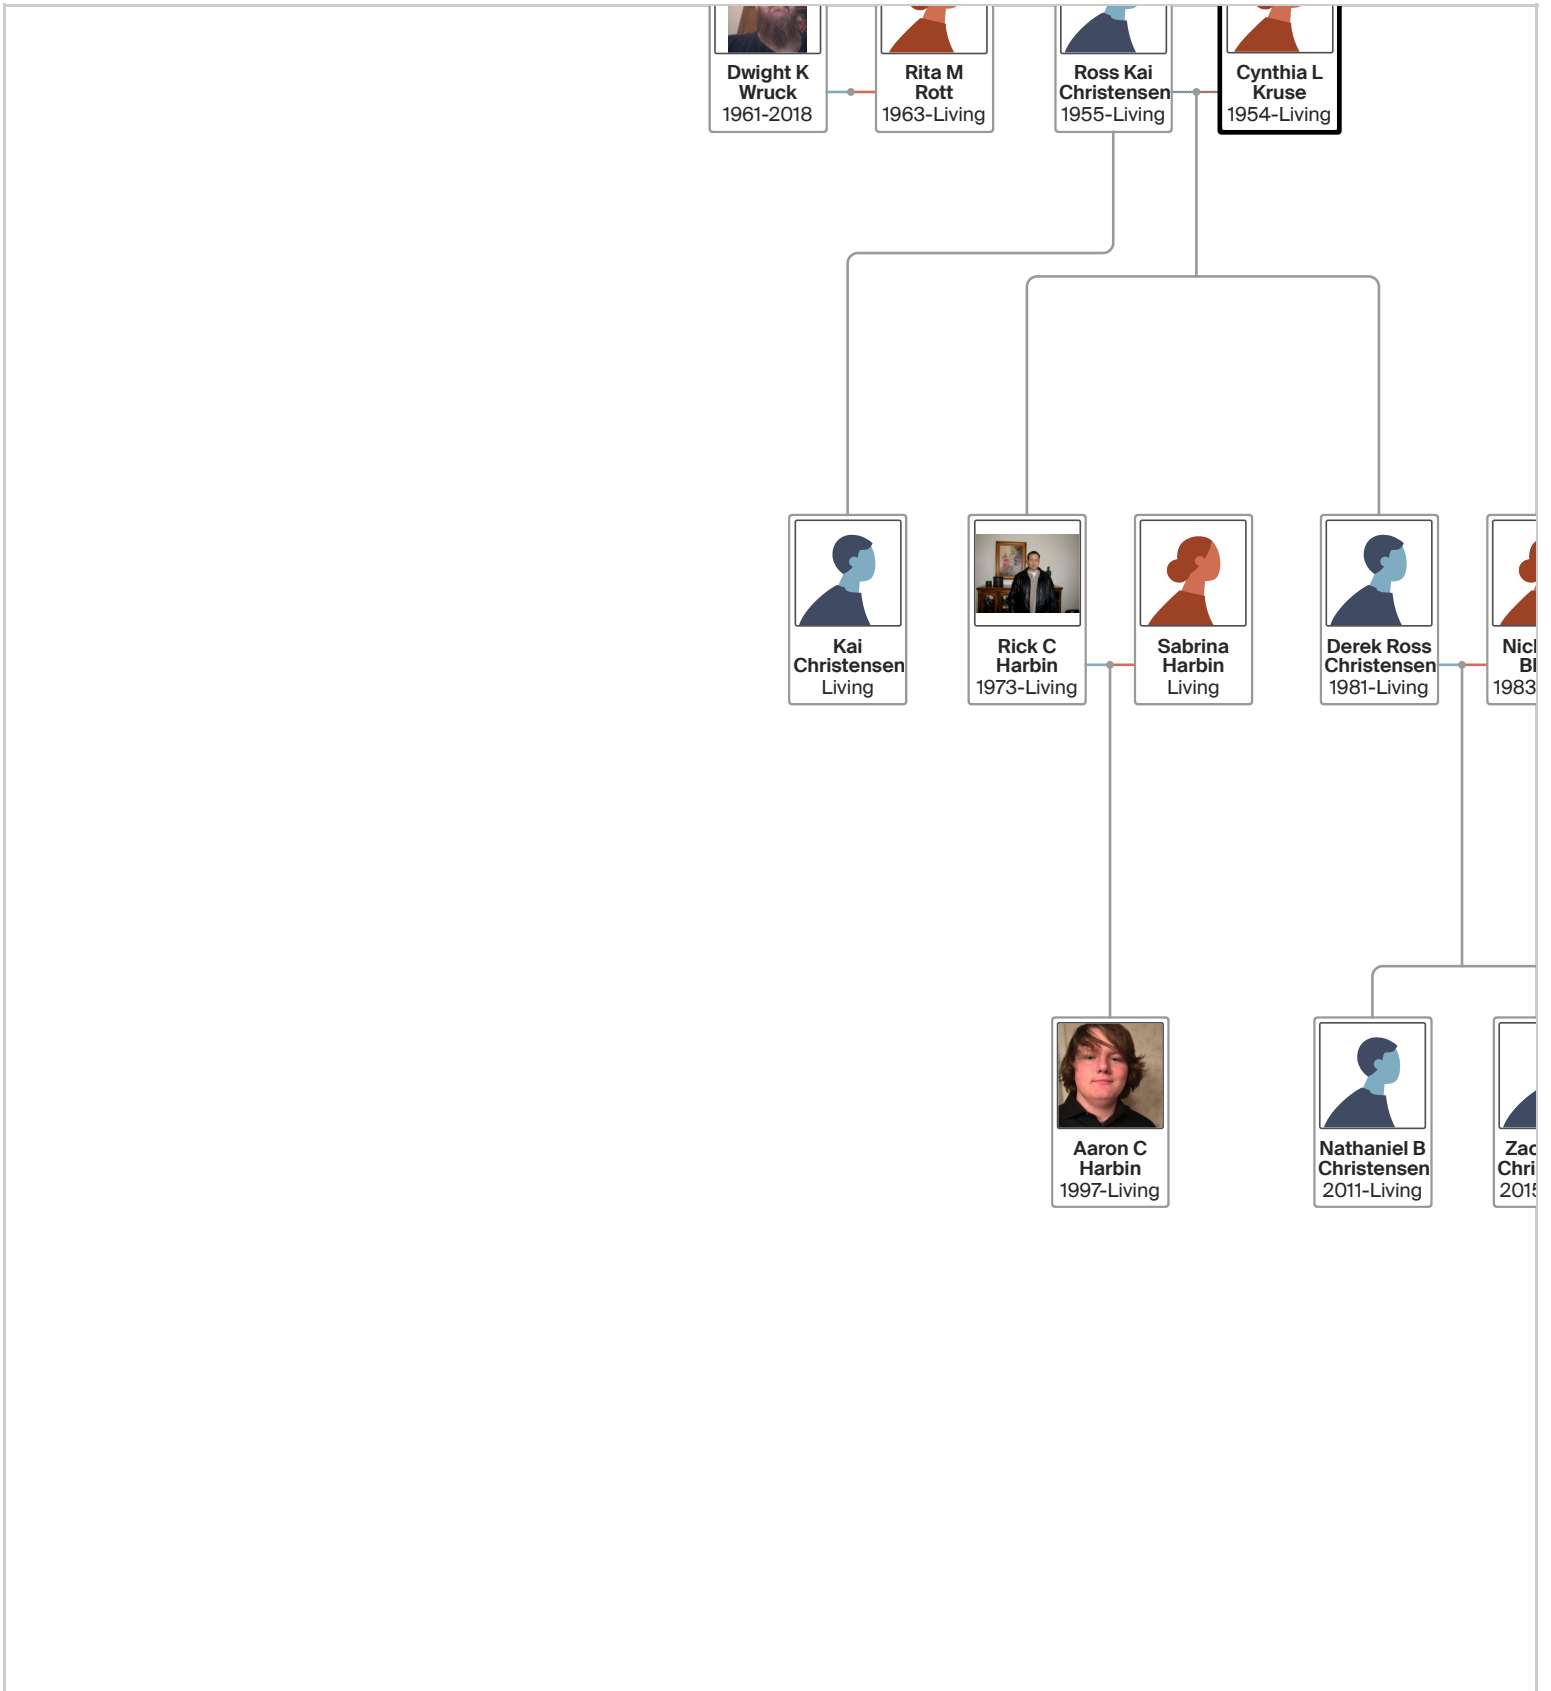 Dwight K
Wruck
1961-2018
Rita M
Rott
1963-Living
Ross Kai
Christensen
1955-Living
Cynthia L
Kruse
1954-Living
Kai
Christensen
Living
Rick C
Harbin
1973-Living
Sabrina
Harbin
Living
Derek Ross
Christensen
1981-Living
1983
Aaron C
Harbin
1997-Living
Nathaniel B
Christensen
2011-Living